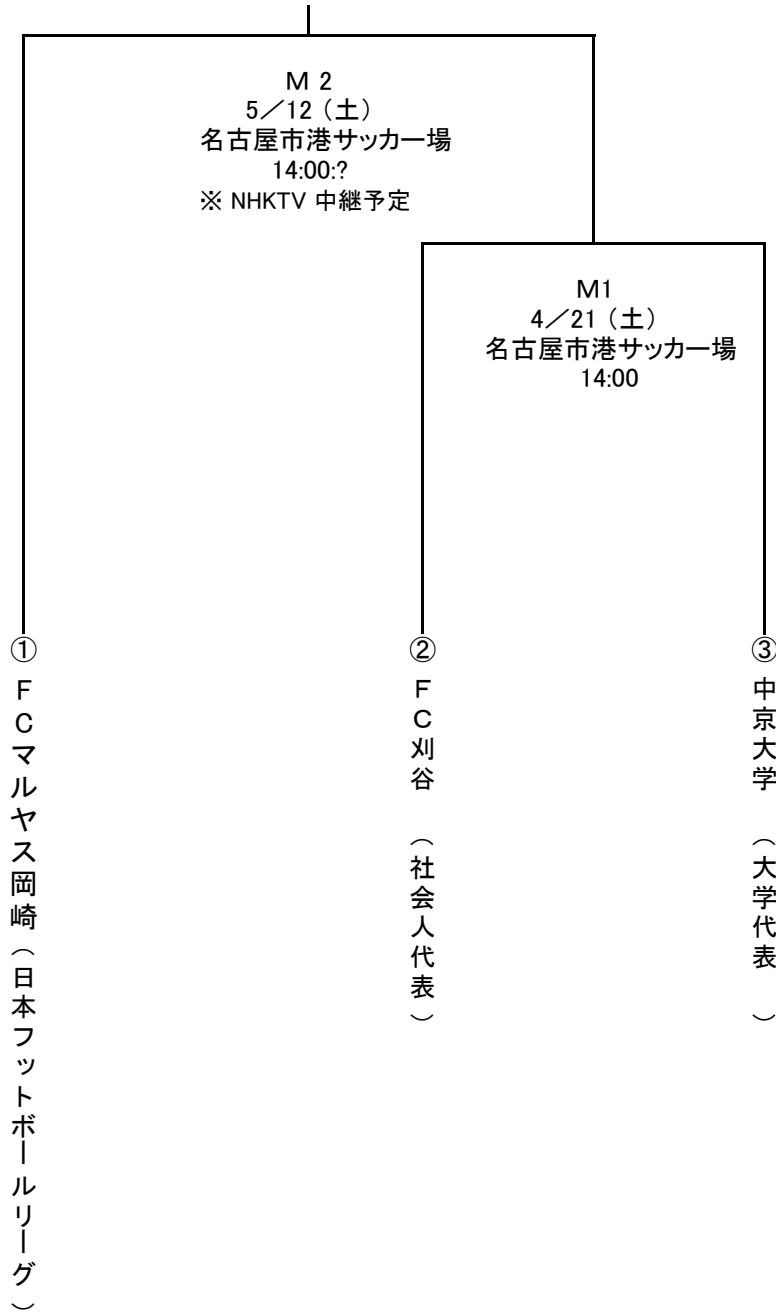 M 2
5／12（土）
名古屋市港サッカー場
14:00:?
※ NHKTV 中継予定
M1
4／21（土）
名古屋市港サッカー場
14:00
①ＦＣマルヤス岡崎（日本フットボールリーグ）
②ＦＣ刈谷　（社会人代表）
③中京大学　（大学代表　）